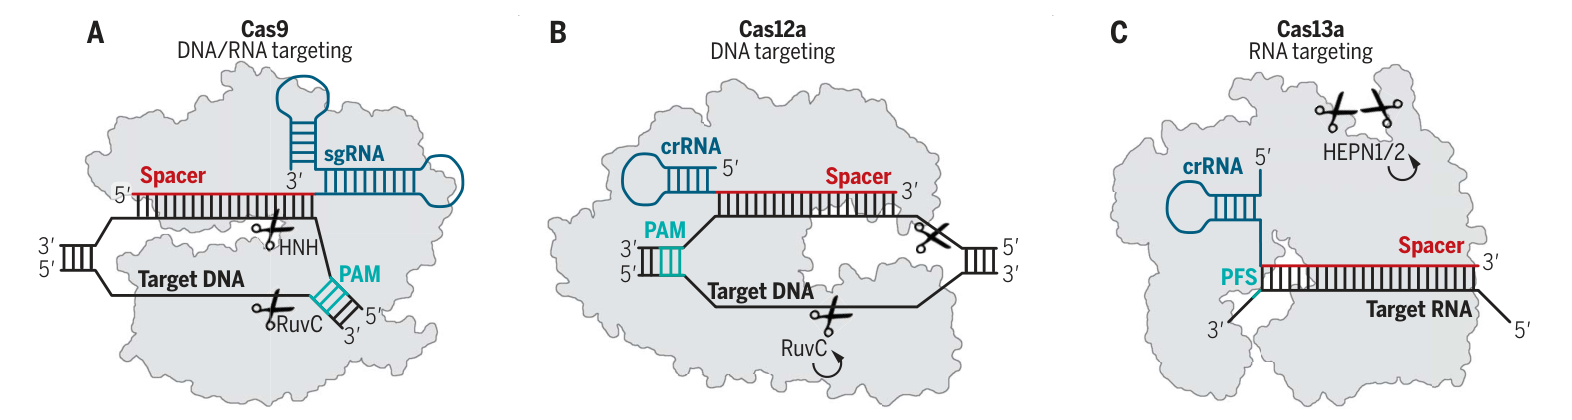 A
Cas9
DNA/RNA targeting
sgRNA
Spacer
5′
3′
HNH
3′
5′
Target DNA
PAM
RuvC
5′
3′
B
Cas12a
DNA targeting
crRNA
5′
Spacer
3′
PAM
3′
5′
5′
3′
Target DNA
RuvC
C
Cas13a
RNA targeting
HEPN1/2
crRNA
5′
Spacer
3′
PFS
Target RNA
3′
5′